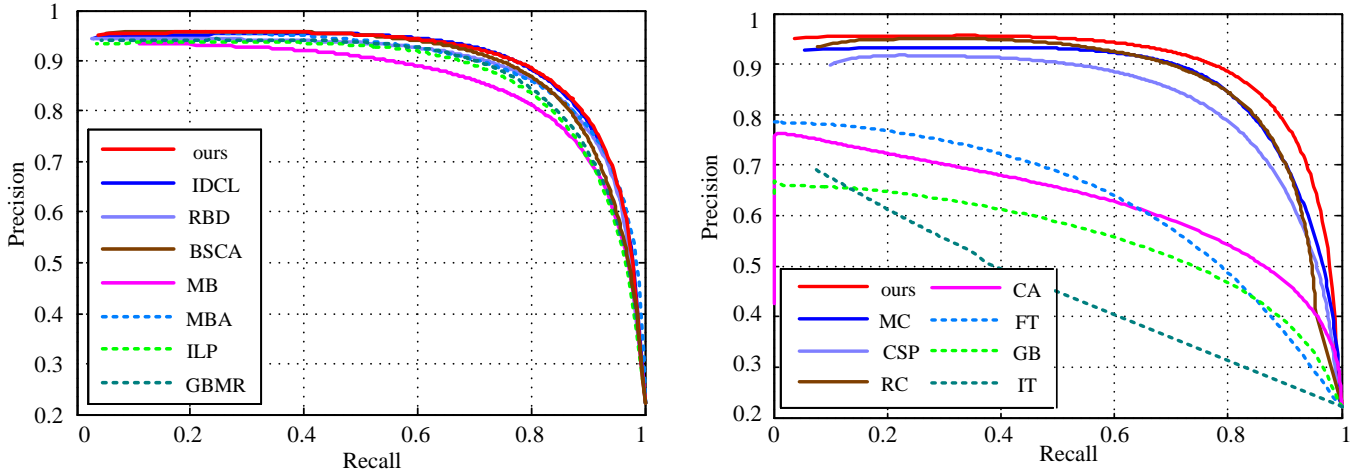 1
0.9
0.8
0.7
0.6
0.5
0.4
0.3
0.2
Precision
ours
IDCL
RBD
BSCA
MB
MBA
ILP
GBMR
0 0.2 0.4 0.6 0.8 1
Recall
1
0.9
0.8
0.7
0.6
0.5
0.4
0.3
0.2
Precision
ours CA
MC FT
CSP GB
RC IT
0 0.2 0.4 0.6 0.8 1
Recall